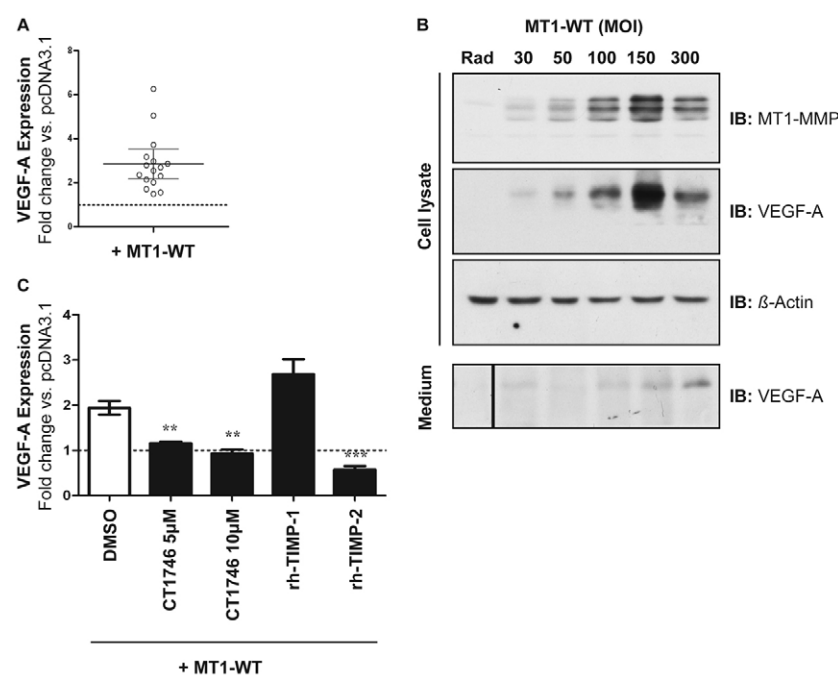 A
VEGF-A Expression
Fold change vs. pcDNA3.1
8
6
4
2
0
+ MT1-WT
B
MT1-WT (MOI)
Rad 30 50 100 150 300
Cell lysate
IB: MT1-MMP
IB: VEGF-A
IB: ß-Actin
Medium
IB: VEGF-A
C
VEGF-A Expression
Fold change vs. pcDNA3.1
4
3
2
1
0
** ** ***
DMSO
CT1746 5µM
CT1746 10µM
rh-TIMP-1
rh-TIMP-2
+ MT1-WT